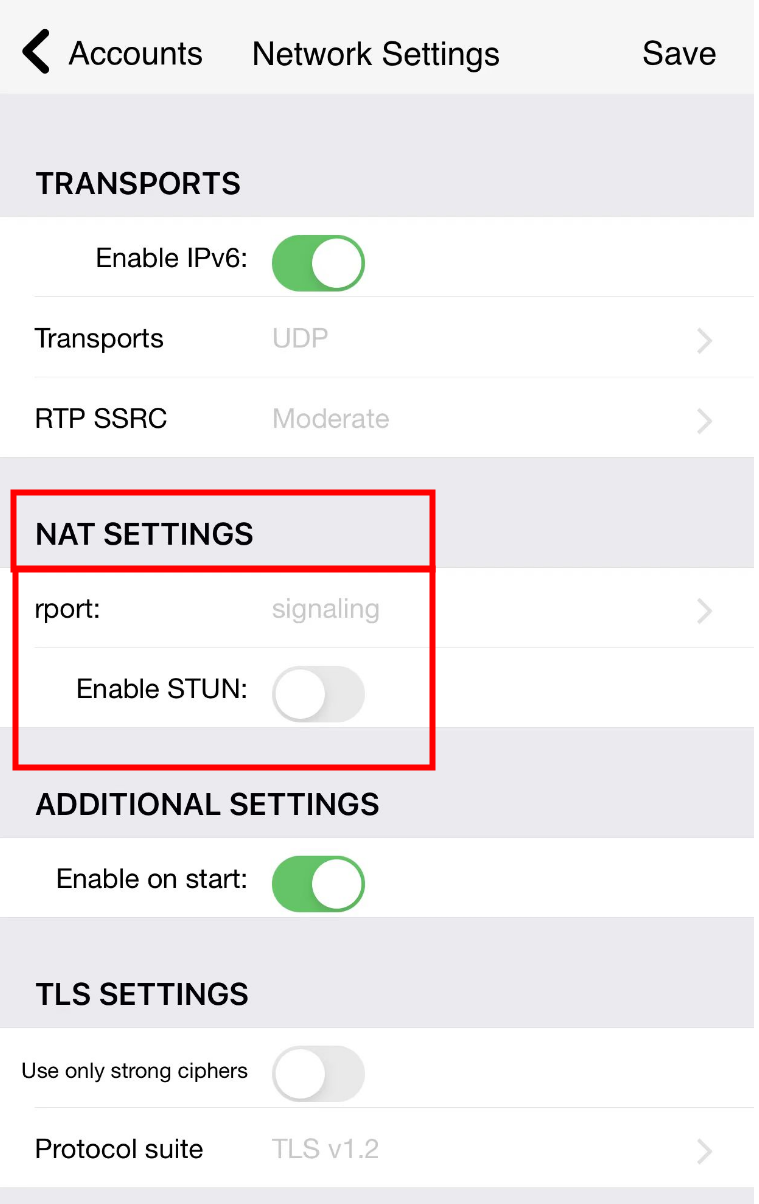 Accounts Network Settings Save
TRANSPORTS
Enable IPv6:
Transports UDP
RTP SSRC Moderate
NAT SETTINGS
rport: signaling
Enable STUN:
ADDITIONAL SETTINGS
Enable on start:
TLS SETTINGS
Use only strong ciphers
Protocol suite TLS v1.2